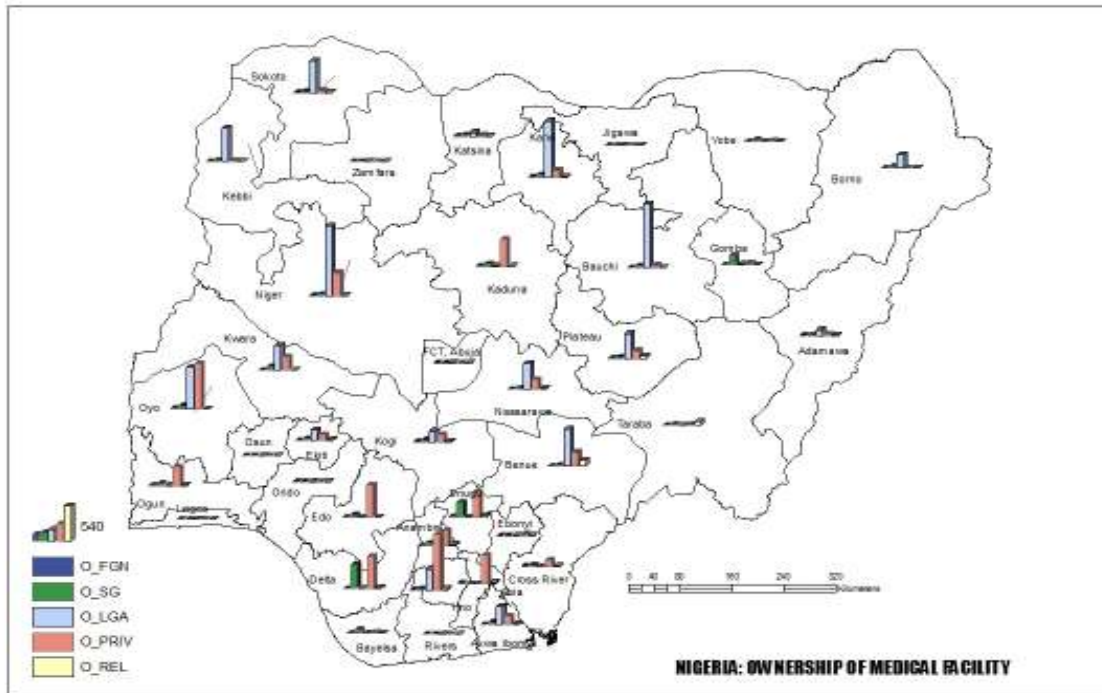 Sokoto
Kebbi
Zamfara
Katsina
Kano
Jigawa
Yobe
Borno
Niger
Kaduna
Bauchi
Gombe
Adamawa
Kwara
FCT, Abuja
Plateau
Nassarawa
Taraba
Oyo
Osun
Ekiti
Kogi
Benue
Ogun
Lagos
Ondo
Edo
Enugu
Ebonyi
Delta
Imo
Cross River
Bayelsa
Rivers
Akwa Ibom
540
O_FGN
O_SG
O_LGA
O_PRIV
O_REL
0 40 80 160 240 320
Kilometers
NIGERIA: OWNERSHIP OF MEDICAL FACILITY